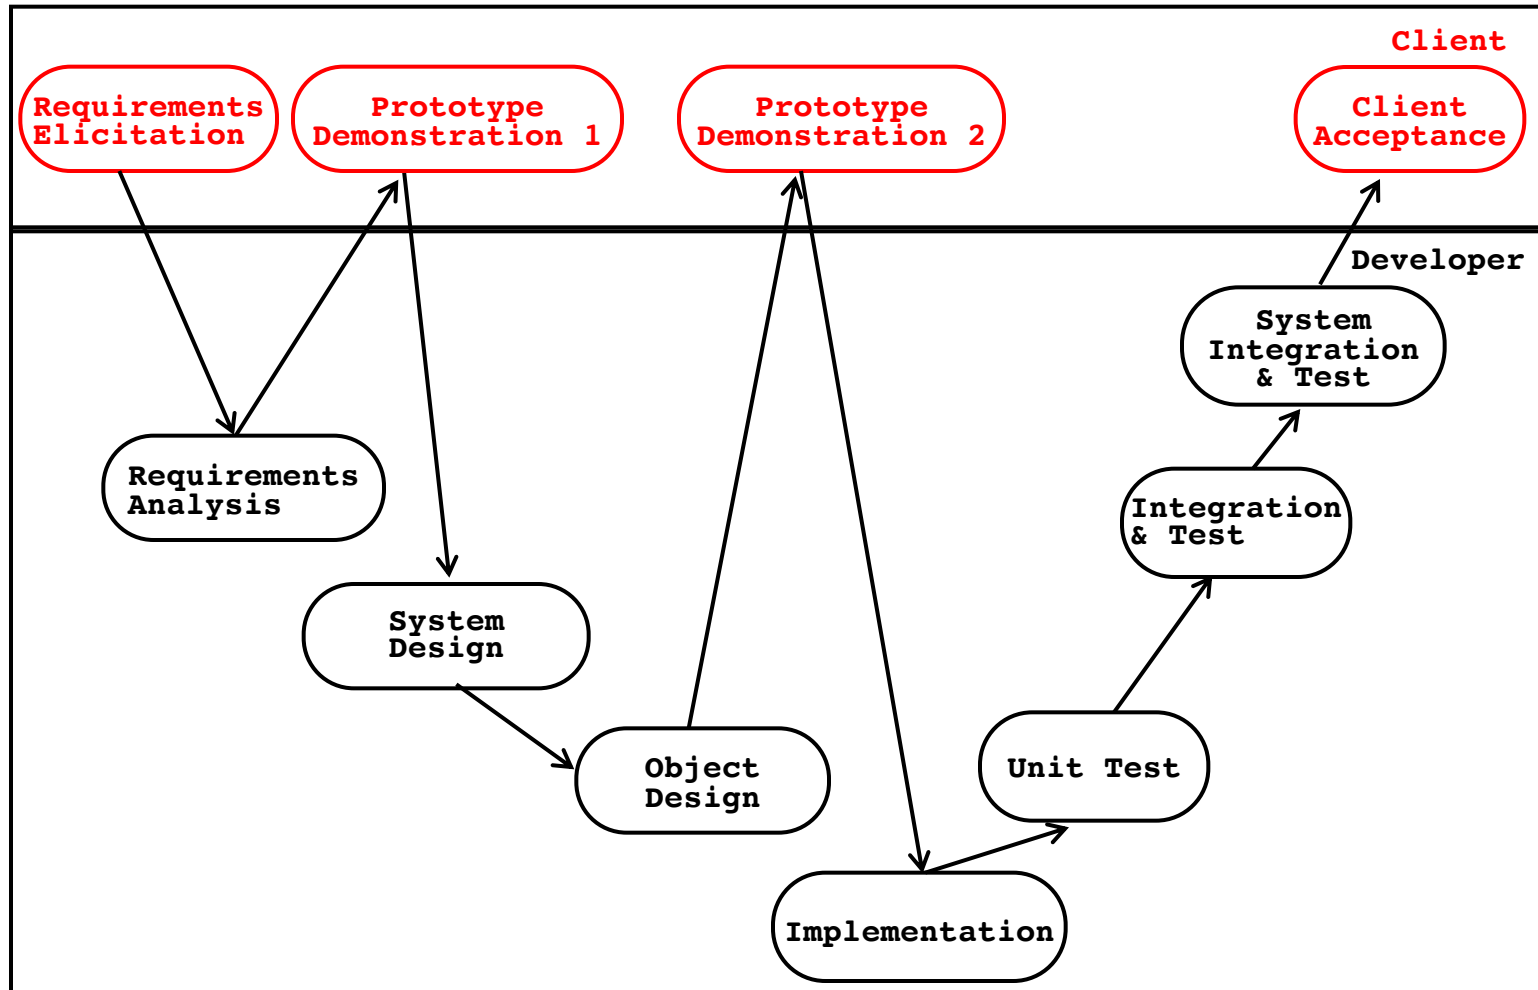 Client
Requirements
Elicitation
Prototype
Demonstration 1
Prototype
Demonstration 2
Client
Acceptance
Developer
System
Integration
& Test
Requirements
Analysis
Integration
& Test
System
Design
Object
Design
Unit Test
Implementation